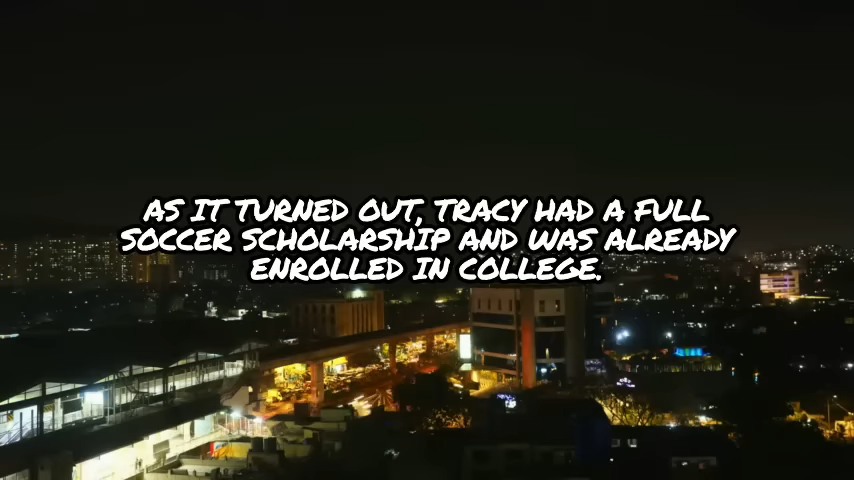 AS IT TURNED OUT, TRACY HAD A FULL
SOCCER SCHOLARSHIP AND WAS ALREADY
ENROLLED IN COLLEGE.